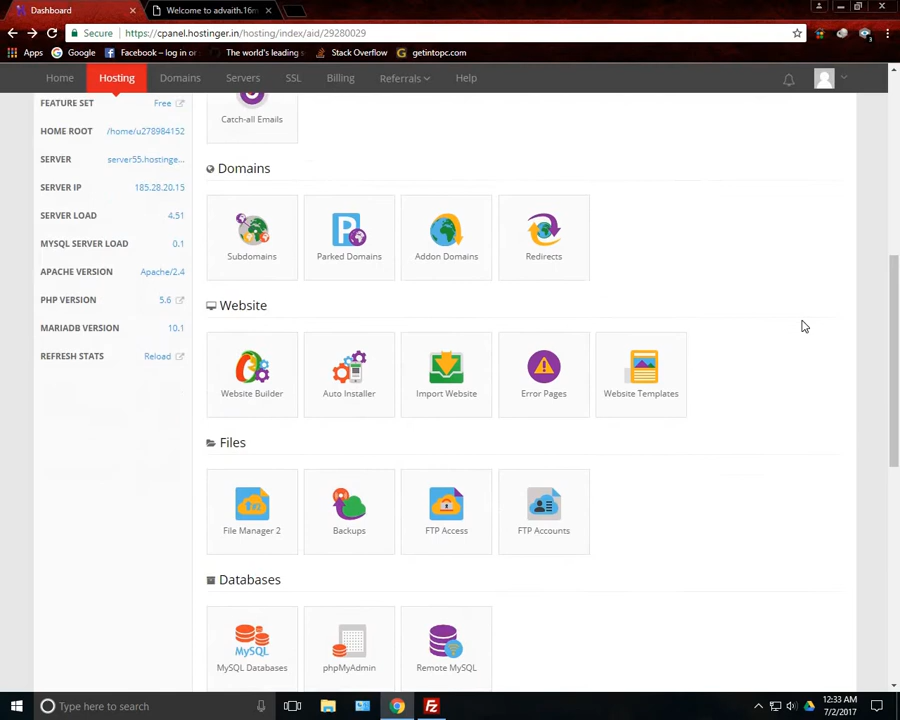 Dashboard
Welcome to advaith.16m
Secure https://cpanel.hostinger.in/hosting/index/aid/29280029
Apps Google Facebook – log in or The world's leading s Stack Overflow getintopc.com
Home Hosting Domains Servers SSL Billing Referrals Help
FEATURE SET Free
HOME ROOT /home/u278984152
SERVER server55.hostinge...
SERVER IP 185.28.20.15
SERVER LOAD 4.51
MYSQL SERVER LOAD 0.1
APACHE VERSION Apache/2.4
PHP VERSION 5.6
MARIADB VERSION 10.1
REFRESH STATS Reload
Catch-all Emails
Domains
Subdomains Parked Domains Addon Domains Redirects
Website
Website Builder Auto Installer Import Website Error Pages Website Templates
Files
File Manager 2 Backups FTP Access FTP Accounts
Databases
MySQL
MySQL Databases phpMyAdmin Remote MySQL
Type here to search
12:33 AM
7/2/2017